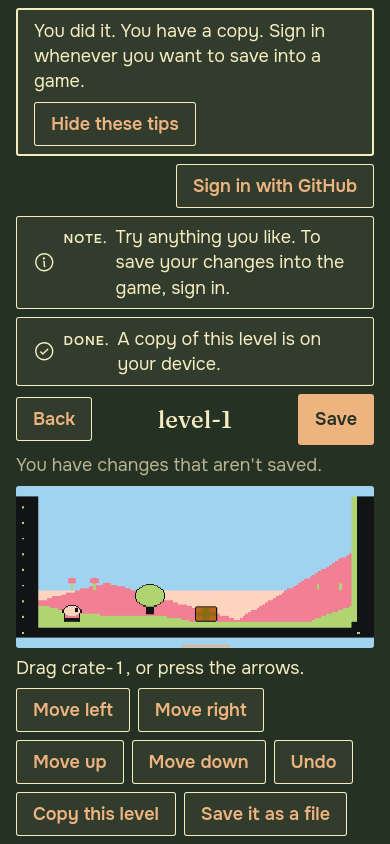 You did it. You have a copy. Sign in
whenever you want to save into a
game.
Hide these tips
Sign in with GitHub
NOTE. Try anything you like. To
save your changes into the
game, sign in.
DONE. A copy of this level is on
your device.
Back
level-1
Save
You have changes that aren't saved.
Drag crate-1, or press the arrows.
Move left
Move right
Move up
Move down
Undo
Copy this level
Save it as a file